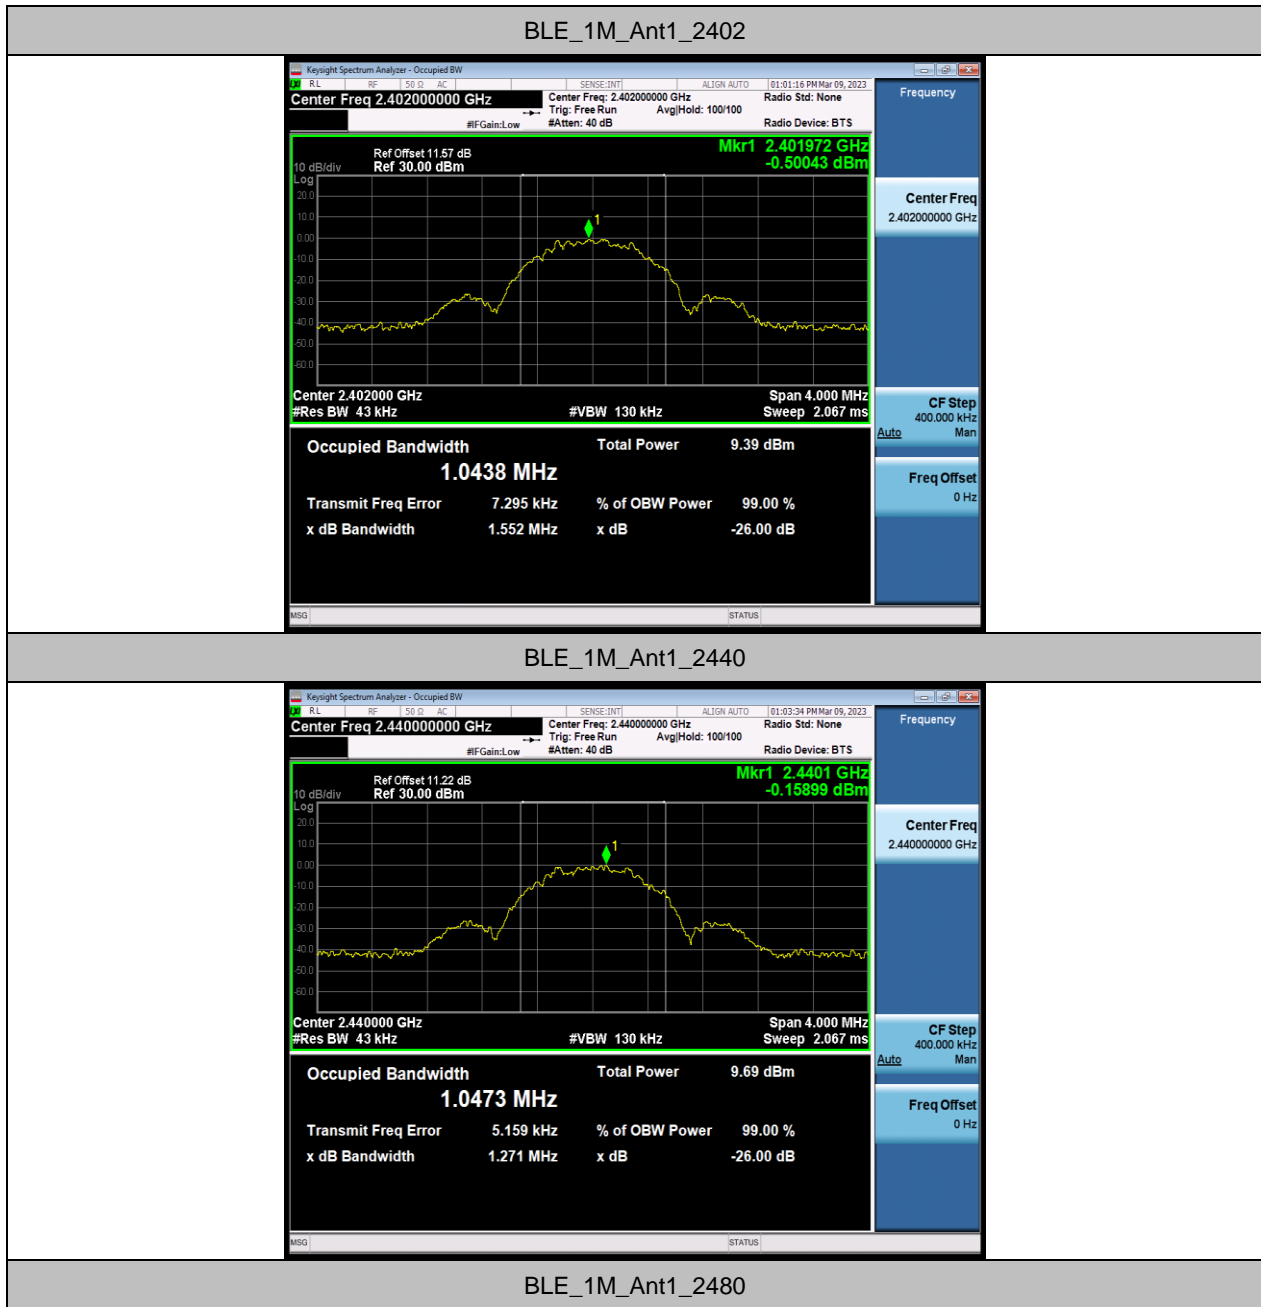 BLE_1M_Ant1_2402
Keysight Spectrum Analyzer - Occupied BW
RL RF 50 Ω AC SENSE:INT ALIGN AUTO 01:01:16 PM Mar 09, 2023
Center Freq 2.402000000 GHz Center Freq: 2.402000000 GHz Radio Std: None
Trig: Free Run Avg|Hold: 100/100
#IFGain:Low #Atten: 40 dB Radio Device: BTS
Frequency
Mkr1 2.401972 GHz
-0.50043 dBm
Ref Offset 11.57 dB
10 dB/div Ref 30.00 dBm
Log
20.0
10.0
0.00
-10.0
-20.0
-30.0
-40.0
-50.0
-60.0
1
Center Freq
2.402000000 GHz
Center 2.402000 GHz Span 4.000 MHz
#Res BW 43 kHz #VBW 130 kHz Sweep 2.067 ms
CF Step
400.000 kHz
Auto Man
Occupied Bandwidth Total Power 9.39 dBm
1.0438 MHz
Transmit Freq Error 7.295 kHz % of OBW Power 99.00 %
x dB Bandwidth 1.552 MHz x dB -26.00 dB
Freq Offset
0 Hz
MSG STATUS
BLE_1M_Ant1_2440
Keysight Spectrum Analyzer - Occupied BW
RL RF 50 Ω AC SENSE:INT ALIGN AUTO 01:03:34 PM Mar 09, 2023
Center Freq 2.440000000 GHz Center Freq: 2.440000000 GHz Radio Std: None
Trig: Free Run Avg|Hold: 100/100
#IFGain:Low #Atten: 40 dB Radio Device: BTS
Frequency
Mkr1 2.4401 GHz
-0.15899 dBm
Ref Offset 11.22 dB
10 dB/div Ref 30.00 dBm
Log
20.0
10.0
0.00
-10.0
-20.0
-30.0
-40.0
-50.0
-60.0
1
Center Freq
2.440000000 GHz
Center 2.440000 GHz Span 4.000 MHz
#Res BW 43 kHz #VBW 130 kHz Sweep 2.067 ms
CF Step
400.000 kHz
Auto Man
Occupied Bandwidth Total Power 9.69 dBm
1.0473 MHz
Transmit Freq Error 5.159 kHz % of OBW Power 99.00 %
x dB Bandwidth 1.271 MHz x dB -26.00 dB
Freq Offset
0 Hz
MSG STATUS
BLE_1M_Ant1_2480